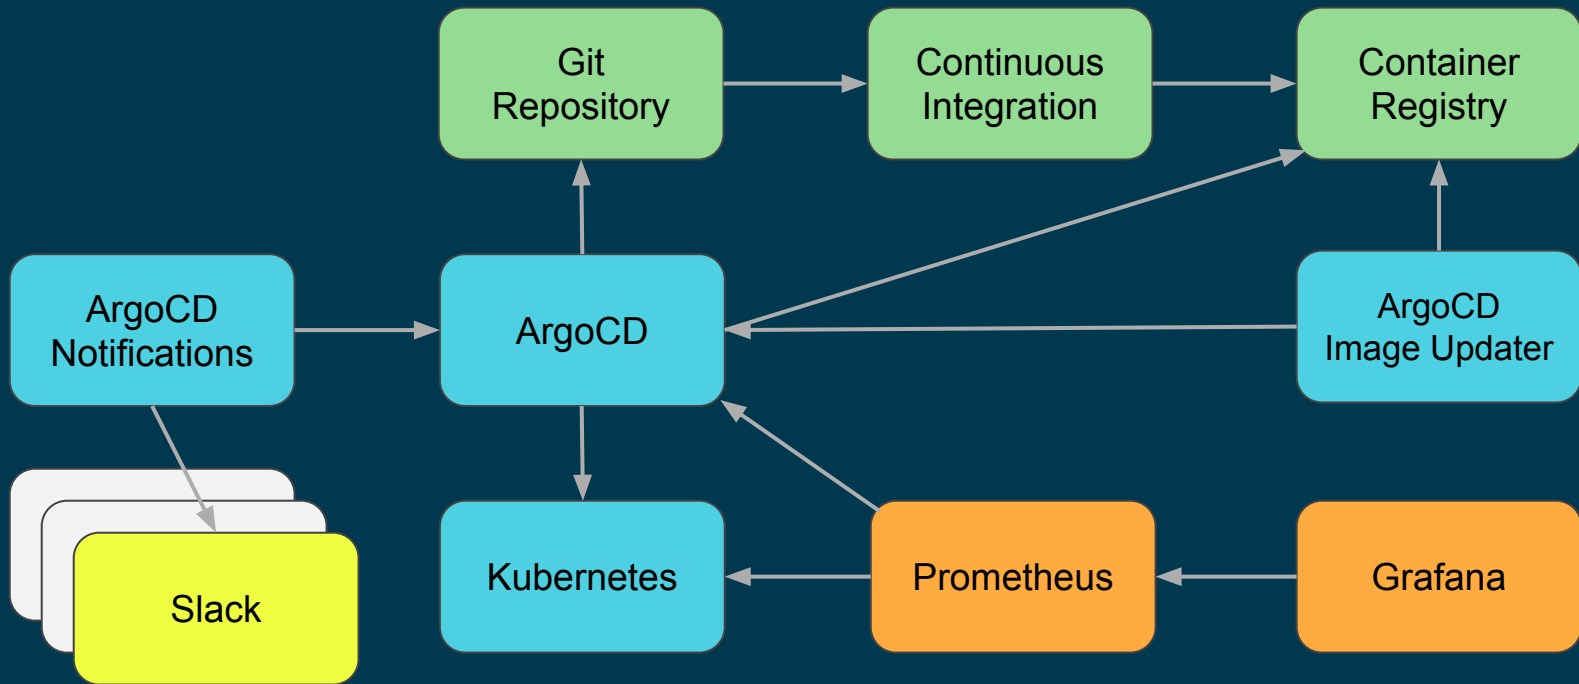 Git
Repository
Continuous
Integration
Container
Registry
ArgoCD
Notifications
ArgoCD
ArgoCD
Image Updater
Slack
Kubernetes
Prometheus
Grafana